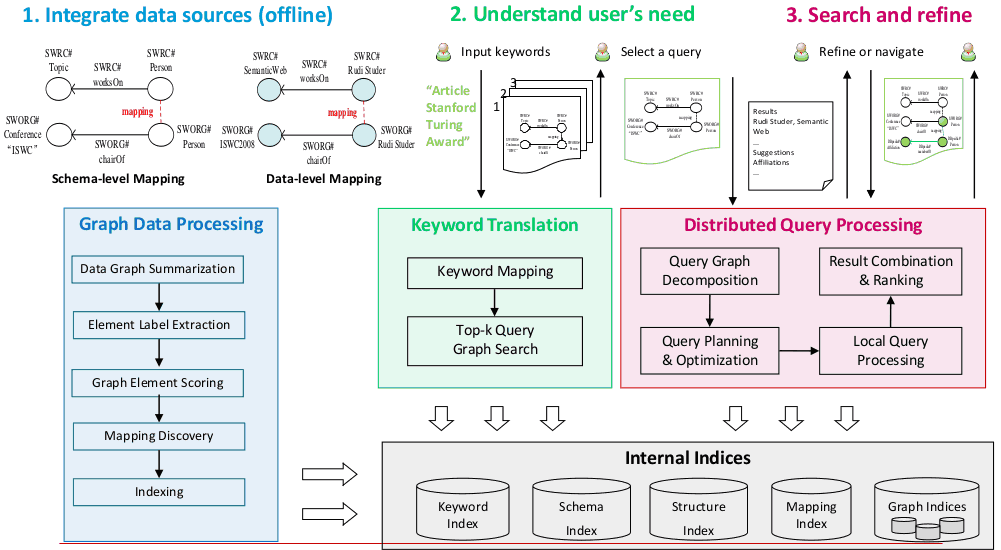 1. Integrate data sources (offline)
2. Understand user's need
3. Search and refine
SWRC#
Topic
SWRC#
worksOn
SWRC#
Person
mapping
SWORG#
Conference
"ISWC"
SWORG#
chairOf
SWORG#
Person
Schema-level Mapping
SWRC#
SemanticWeb
SWRC#
worksOn
SWRC#
Rudi Studer
mapping
SWORG#
ISWC2008
SWORG#
chairOf
SWORG#
Rudi Studer
Data-level Mapping
Input keywords
Select a query
"Article
Stanford
Turing
Award"
3
2
1
Refine or navigate
Results
Rudi Studer, Semantic
Web
...
Suggestions
Affiliations
...
Graph Data Processing
Data Graph Summarization
Element Label Extraction
Graph Element Scoring
Mapping Discovery
Indexing
Keyword Translation
Keyword Mapping
Top-k Query
Graph Search
Distributed Query Processing
Query Graph
Decomposition
Result Combination
& Ranking
Query Planning
& Optimization
Local Query
Processing
Internal Indices
Keyword
Index
Schema
Index
Structure
Index
Mapping
Index
Graph Indices